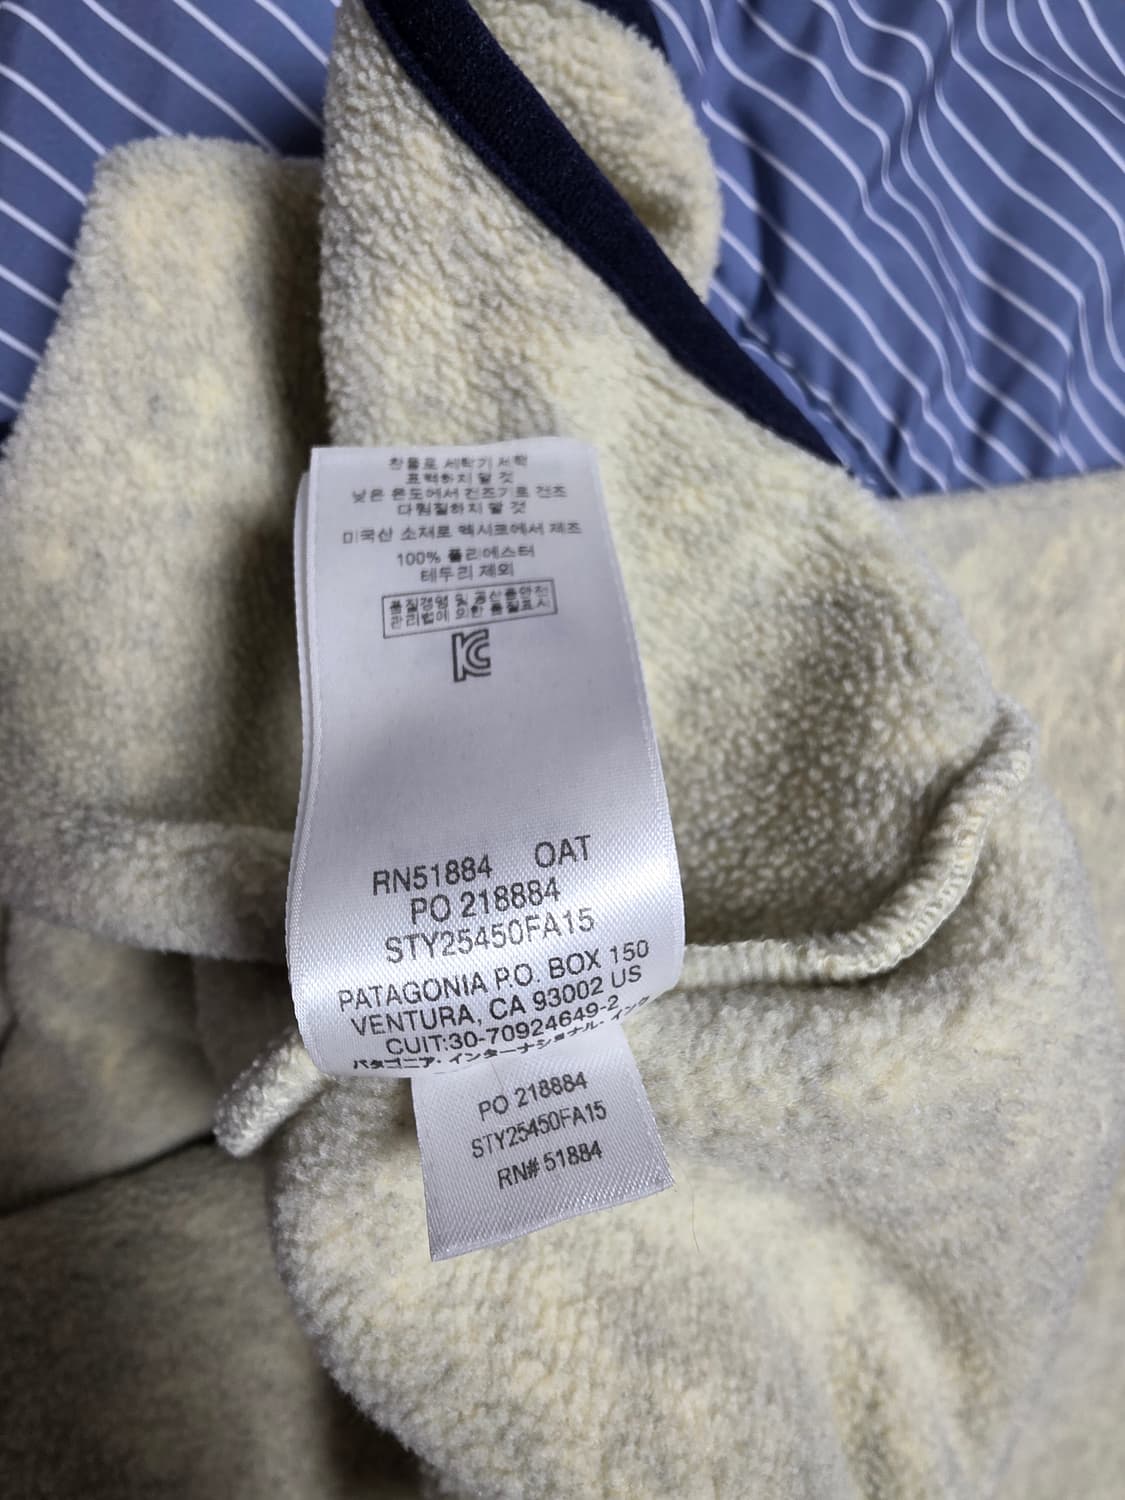 찬물로 세탁기 세탁
표백하지 말 것
낮은 온도에서 건조기로 건조
다림질하지 말 것
미국산 소재로 멕시코에서 제조
100% 폴리에스터
테두리 제외
품질경영 및 공산품안전
관리법에 의한 품질표시
KC
RN51884 OAT
PO 218884
STY25450FA15
PATAGONIA P.O. BOX 150
VENTURA, CA 93002 US
CUIT:30-70924649-2
パタゴニア・インターナショナル・インク
PO 218884
STY25450FA15
RN# 51884